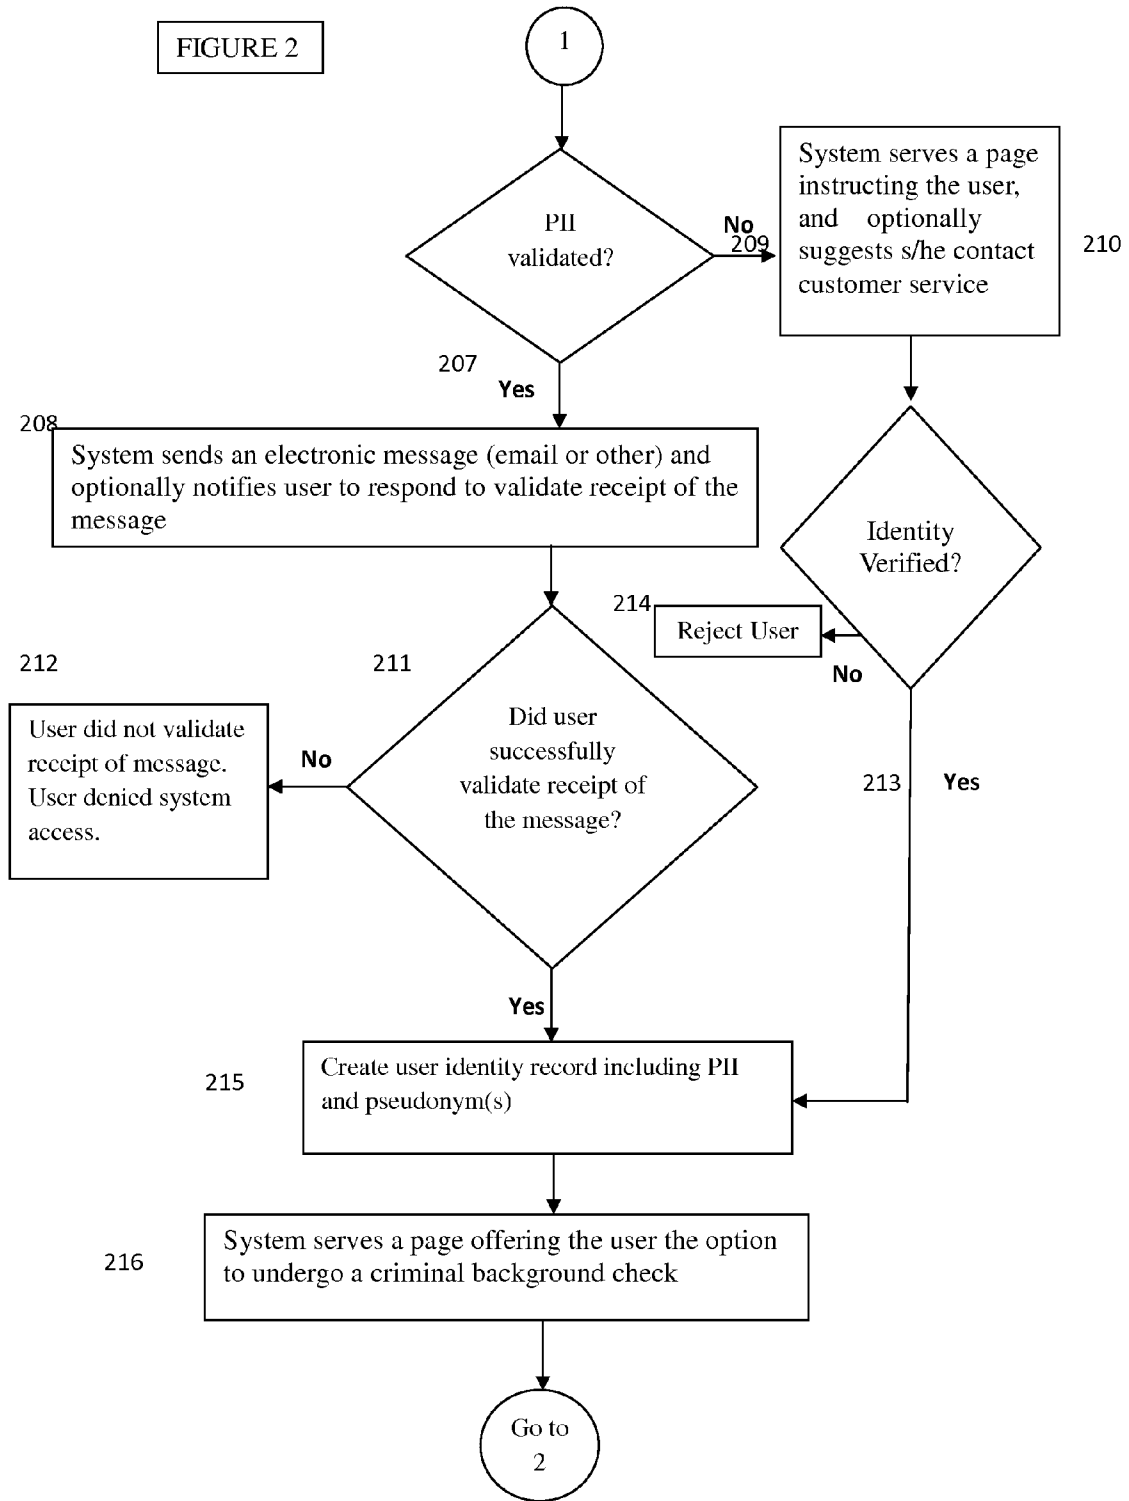 FIGURE 2
1
System serves a page
instructing the user,
and optionally
suggests s/he contact
customer service
210
PII
validated?
No
209
207
Yes
208
System sends an electronic message (email or other) and
optionally notifies user to respond to validate receipt of the
message
Identity
Verified?
214
Reject User
No
212
211
User did not validate
receipt of message.
User denied system
access.
No
Did user
successfully
validate receipt of
the message?
213
Yes
Yes
215
Create user identity record including PII
and pseudonym(s)
216
System serves a page offering the user the option
to undergo a criminal background check
Go to
2